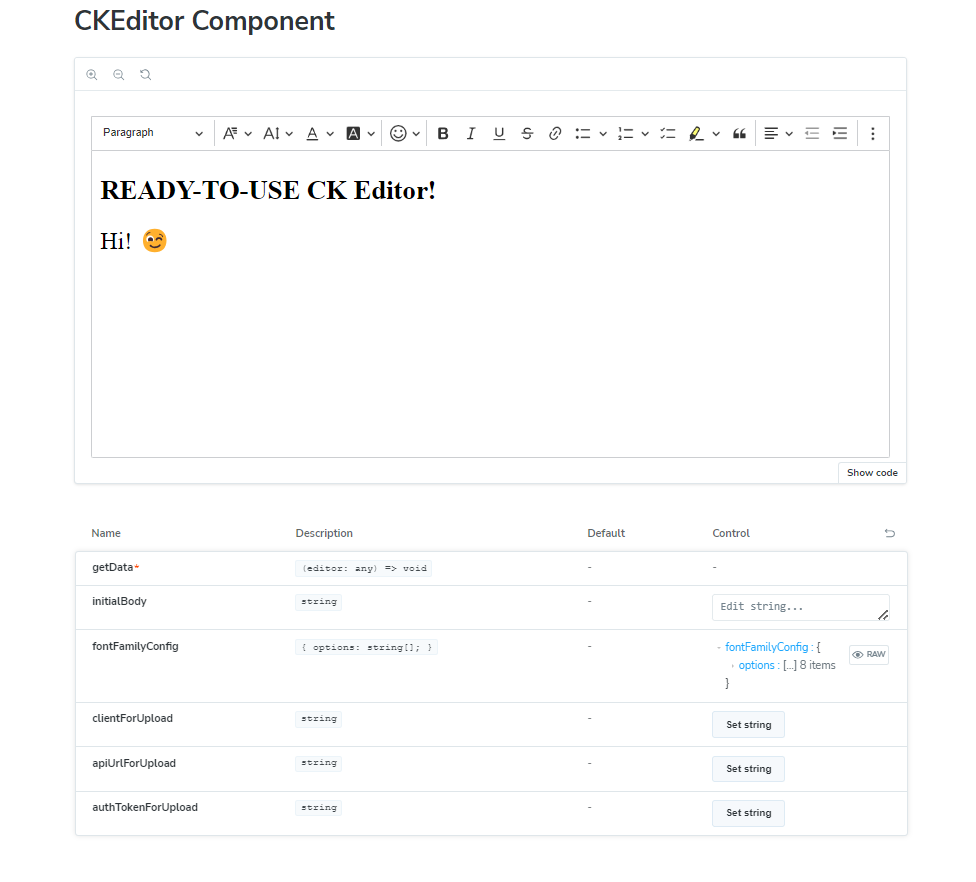 CKEditor Component
Paragraph
READY-TO-USE CK Editor!
Hi! 😉
Show code
Name Description Default Control
getData* (editor: any) => void - -
initialBody string - Edit string...
fontFamilyConfig { options: string[]; } - - fontFamilyConfig : {
options : [...] 8 items
}
RAW
clientForUpload string - Set string
apiUrlForUpload string - Set string
authTokenForUpload string - Set string